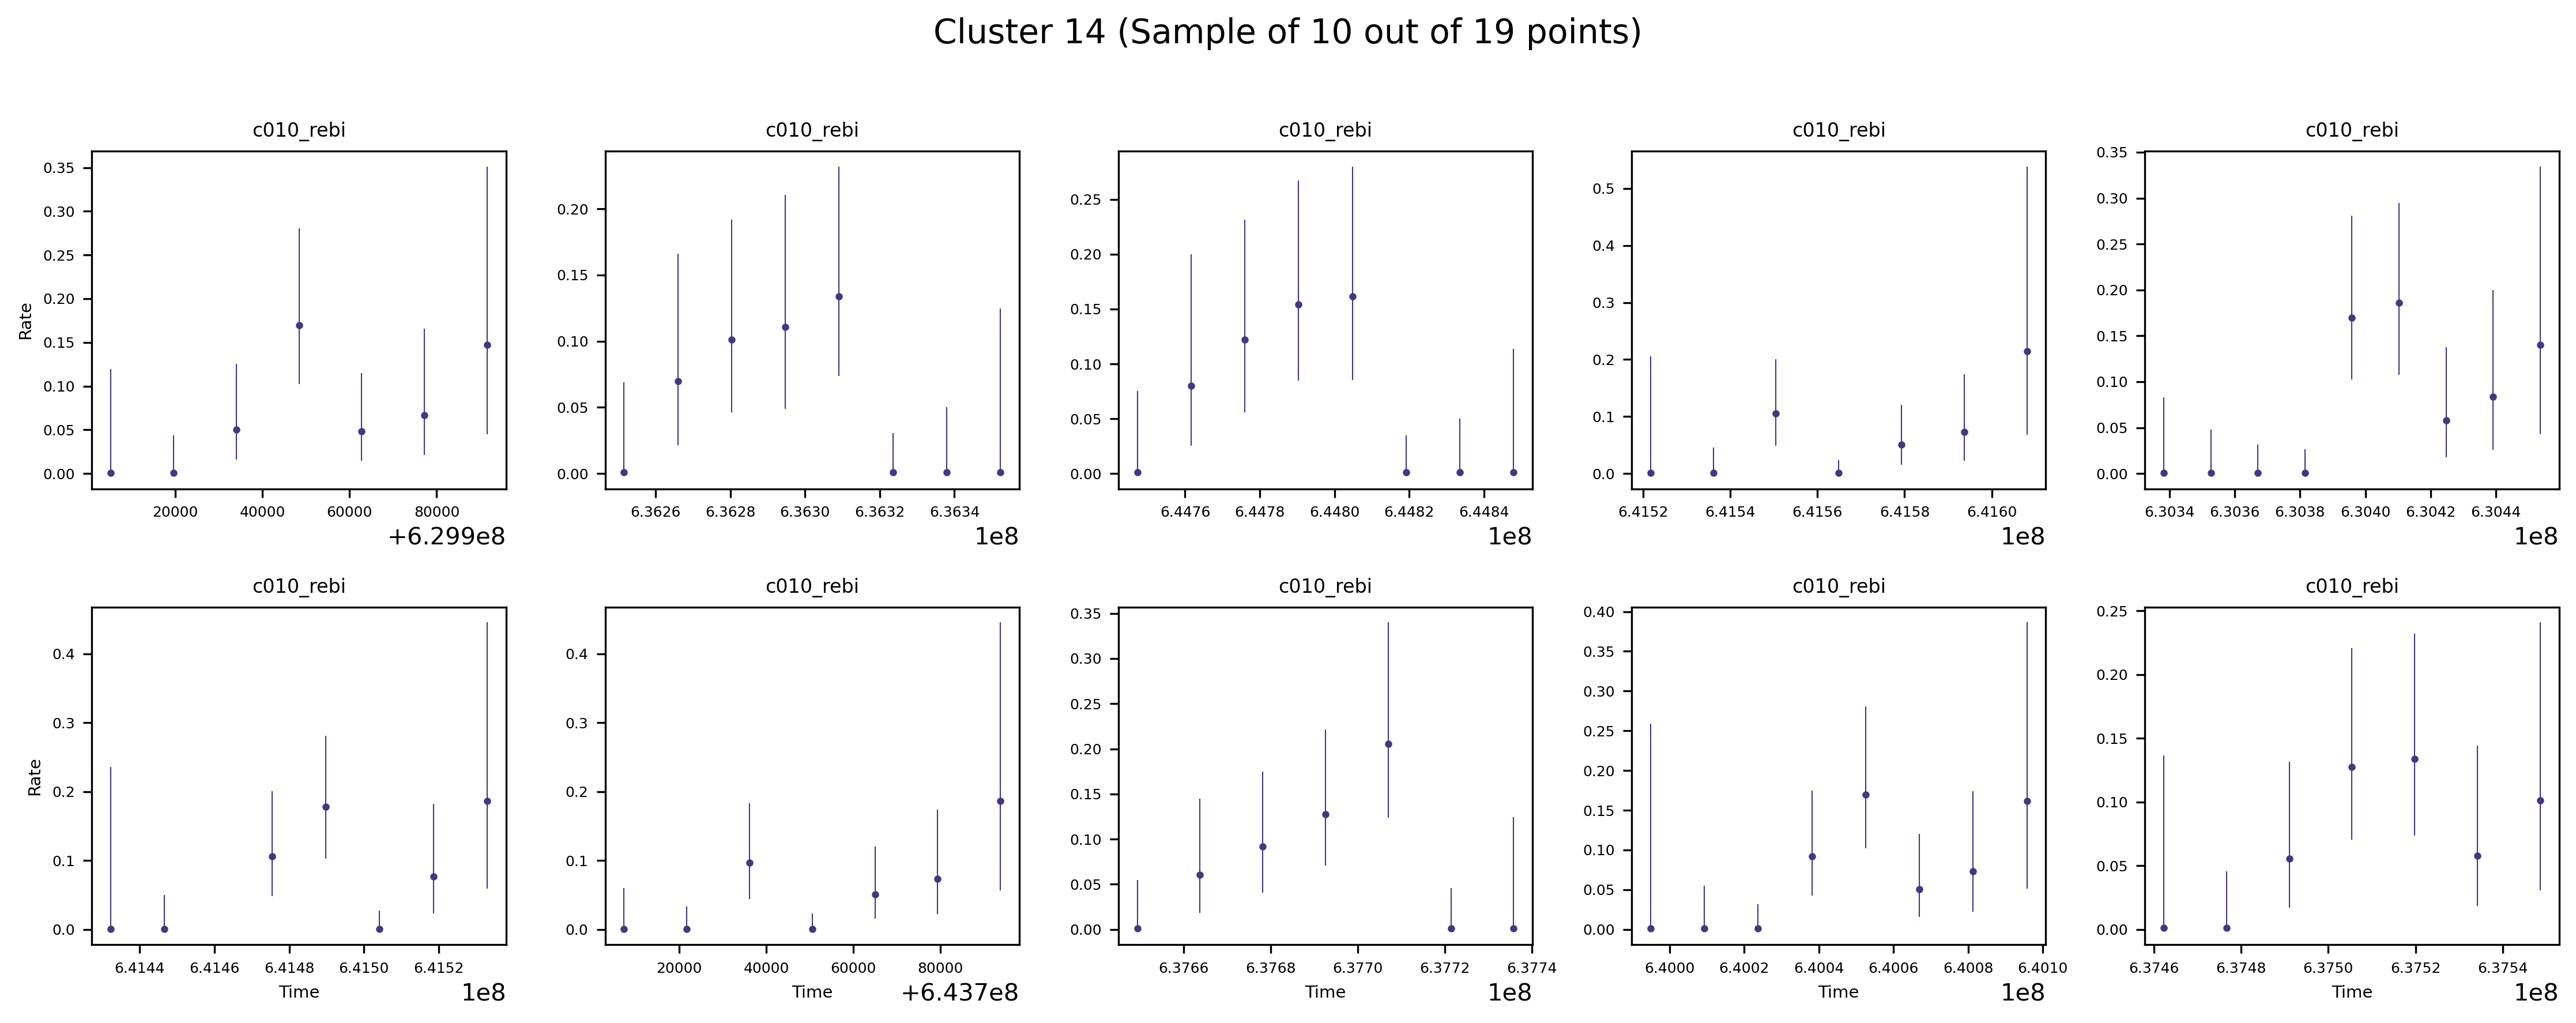 Cluster 14 (Sample of 10 out of 19 points)
c010_rebi c010_rebi c010_rebi c010_rebi c010_rebi
Rate
0.35 0.30 0.25 0.20 0.15 0.10 0.05 0.00
20000 40000 60000 80000
+6.299e8
0.20 0.15 0.10 0.05 0.00
6.3626 6.3628 6.3630 6.3632 6.3634
1e8
0.25 0.20 0.15 0.10 0.05 0.00
6.4476 6.4478 6.4480 6.4482 6.4484
1e8
0.5 0.4 0.3 0.2 0.1 0.0
6.4152 6.4154 6.4156 6.4158 6.4160
1e8
0.35 0.30 0.25 0.20 0.15 0.10 0.05 0.00
6.3034 6.3036 6.3038 6.3040 6.3042 6.3044
1e8
c010_rebi c010_rebi c010_rebi c010_rebi c010_rebi
Rate
0.4 0.3 0.2 0.1 0.0
6.4144 6.4146 6.4148 6.4150 6.4152
Time 1e8
0.4 0.3 0.2 0.1 0.0
20000 40000 60000 80000
Time +6.437e8
0.35 0.30 0.25 0.20 0.15 0.10 0.05 0.00
6.3766 6.3768 6.3770 6.3772 6.3774
Time 1e8
0.40 0.35 0.30 0.25 0.20 0.15 0.10 0.05 0.00
6.4000 6.4002 6.4004 6.4006 6.4008 6.4010
Time 1e8
0.25 0.20 0.15 0.10 0.05 0.00
6.3746 6.3748 6.3750 6.3752 6.3754
Time 1e8